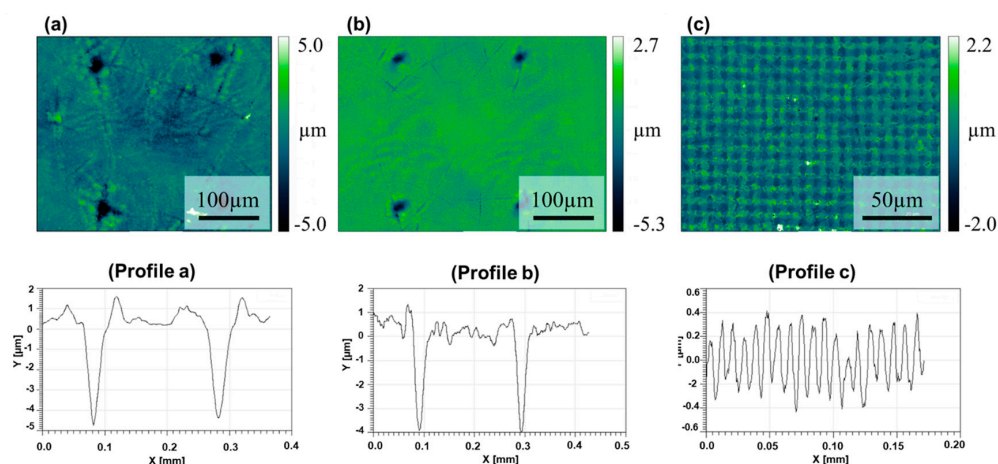 (a)
5.0
µm
-5.0
100µm
(b)
2.7
µm
-5.3
100µm
(c)
2.2
µm
-2.0
50µm
(Profile a)
Y [µm]
2
1
0
-1
-2
-3
-4
-5
0.0 0.1 0.2 0.3 0.4
X [mm]
(Profile b)
Y [µm]
2
1
0
-1
-2
-3
-4
0.0 0.1 0.2 0.3 0.4 0.5
X [mm]
(Profile c)
0.6
0.4
0.0
-0.2
-0.4
-0.6
0.0 0.05 0.10 0.15 0.20
X [mm]